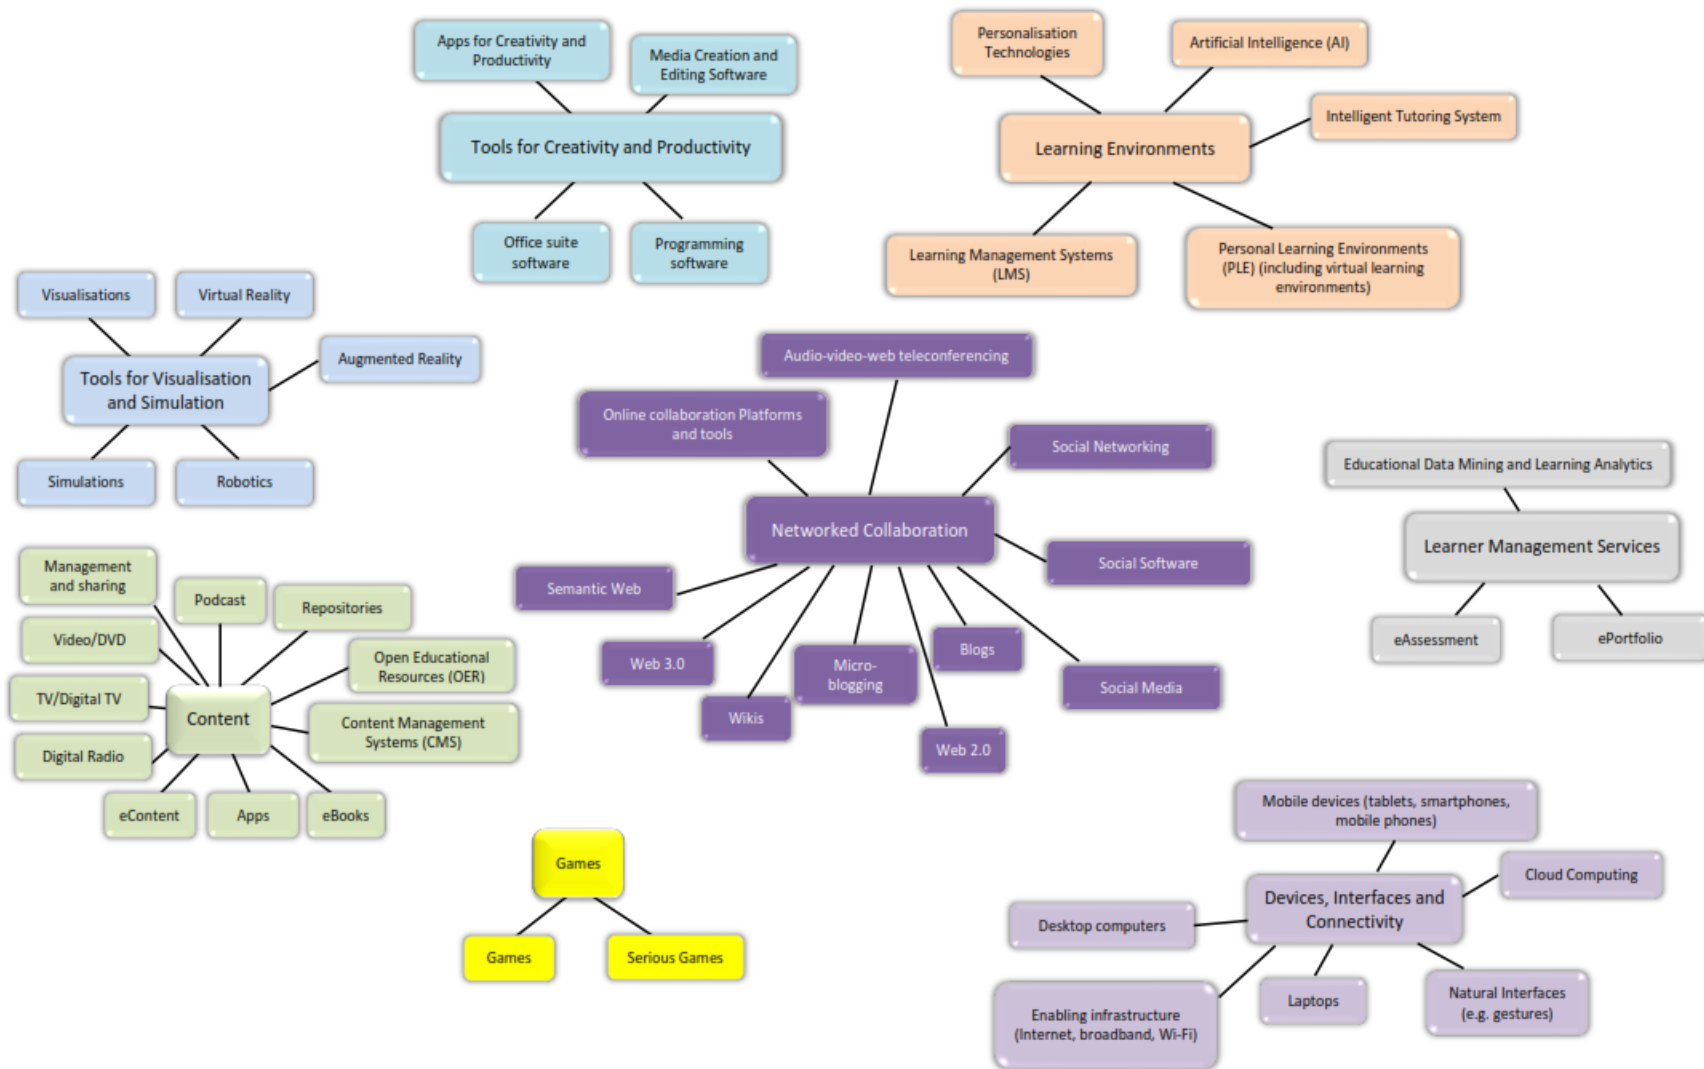 Apps for Creativity and
Productivity
Media Creation and
Editing Software
Tools for Creativity and Productivity
Office suite
software
Programming
software
Personalisation
Technologies
Artificial Intelligence (AI)
Intelligent Tutoring System
Learning Environments
Learning Management Systems
(LMS)
Personal Learning Environments
(PLE) (including virtual learning
environments)
Visualisations
Virtual Reality
Augmented Reality
Tools for Visualisation
and Simulation
Simulations
Robotics
Audio-video-web teleconferencing
Online collaboration Platforms
and tools
Social Networking
Networked Collaboration
Social Software
Semantic Web
Web 3.0
Wikis
Micro-
blogging
Blogs
Web 2.0
Social Media
Educational Data Mining and Learning Analytics
Learner Management Services
eAssessment
ePortfolio
Management
and sharing
Podcast
Repositories
Video/DVD
Open Educational
Resources (OER)
TV/Digital TV
Content
Content Management
Systems (CMS)
Digital Radio
eContent
Apps
eBooks
Games
Games
Serious Games
Mobile devices (tablets, smartphones,
mobile phones)
Cloud Computing
Devices, Interfaces and
Connectivity
Desktop computers
Enabling infrastructure
(Internet, broadband, Wi-Fi)
Laptops
Natural Interfaces
(e.g. gestures)